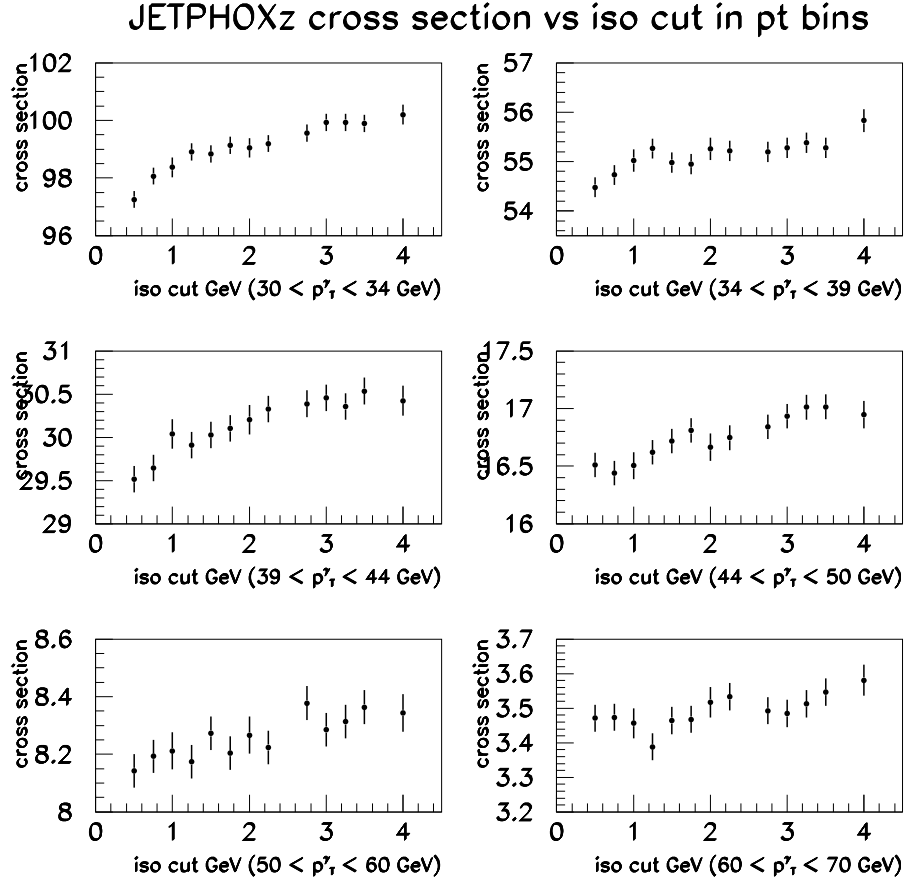 JETPHOXz cross section vs iso cut in pt bins
cross section
102
100
98
96
0 1 2 3 4
iso cut GeV (30 < pγT < 34 GeV)
cross section
57
56
55
54
0 1 2 3 4
iso cut GeV (34 < pγT < 39 GeV)
cross section
31
30.5
30
29.5
29
0 1 2 3 4
iso cut GeV (39 < pγT < 44 GeV)
cross section
17.5
17
16.5
16
0 1 2 3 4
iso cut GeV (44 < pγT < 50 GeV)
cross section
8.6
8.4
8.2
8
0 1 2 3 4
iso cut GeV (50 < pγT < 60 GeV)
cross section
3.7
3.6
3.5
3.4
3.3
3.2
0 1 2 3 4
iso cut GeV (60 < pγT < 70 GeV)